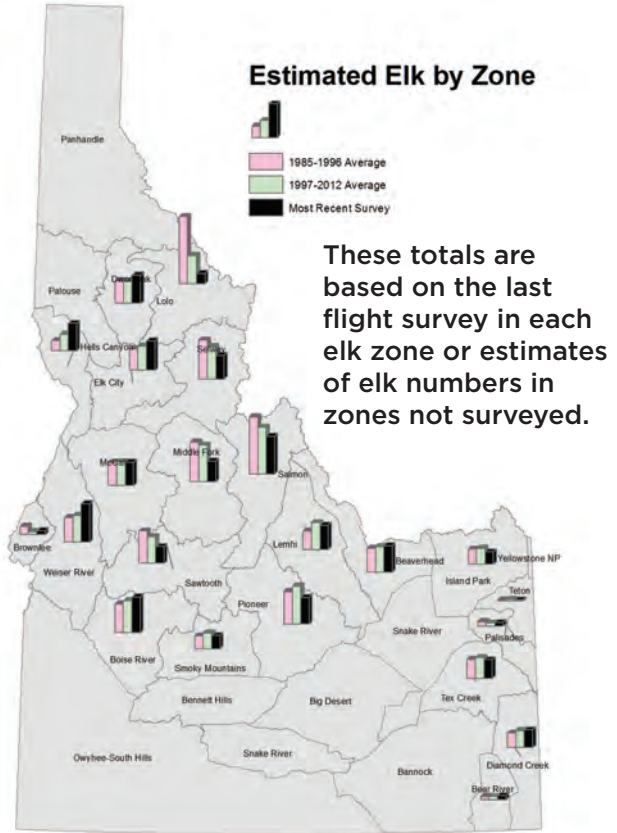 Estimated Elk by Zone
1985-1996 Average
1997-2012 Average
Most Recent Survey
These totals are
based on the last
flight survey in each
elk zone or estimates
of elk numbers in
zones not surveyed.
Panhandle
Palouse
Lolo
Hells Canyon
Elk City
Middle Fork
Salmon
Brownlee
Weiser River
Lemhi
Beaverhead
Yellowstone NP
Island Park
Teton
Sawtooth
Pioneer
Snake River
Palisades
Boise River
Smoky Mountains
Bennett Hills
Big Desert
Tex Creek
Owyhee-South Hills
Snake River
Bannock
Diamond Creek
Bear River